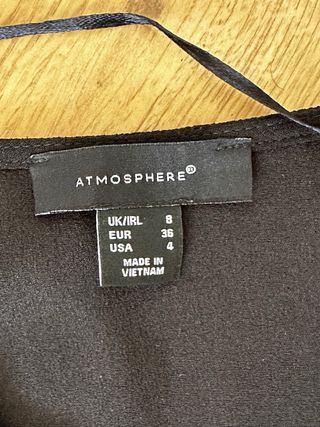 ATMOSPHERE
UK/IRL 8
EUR 36
USA 4
MADE IN
VIETNAM